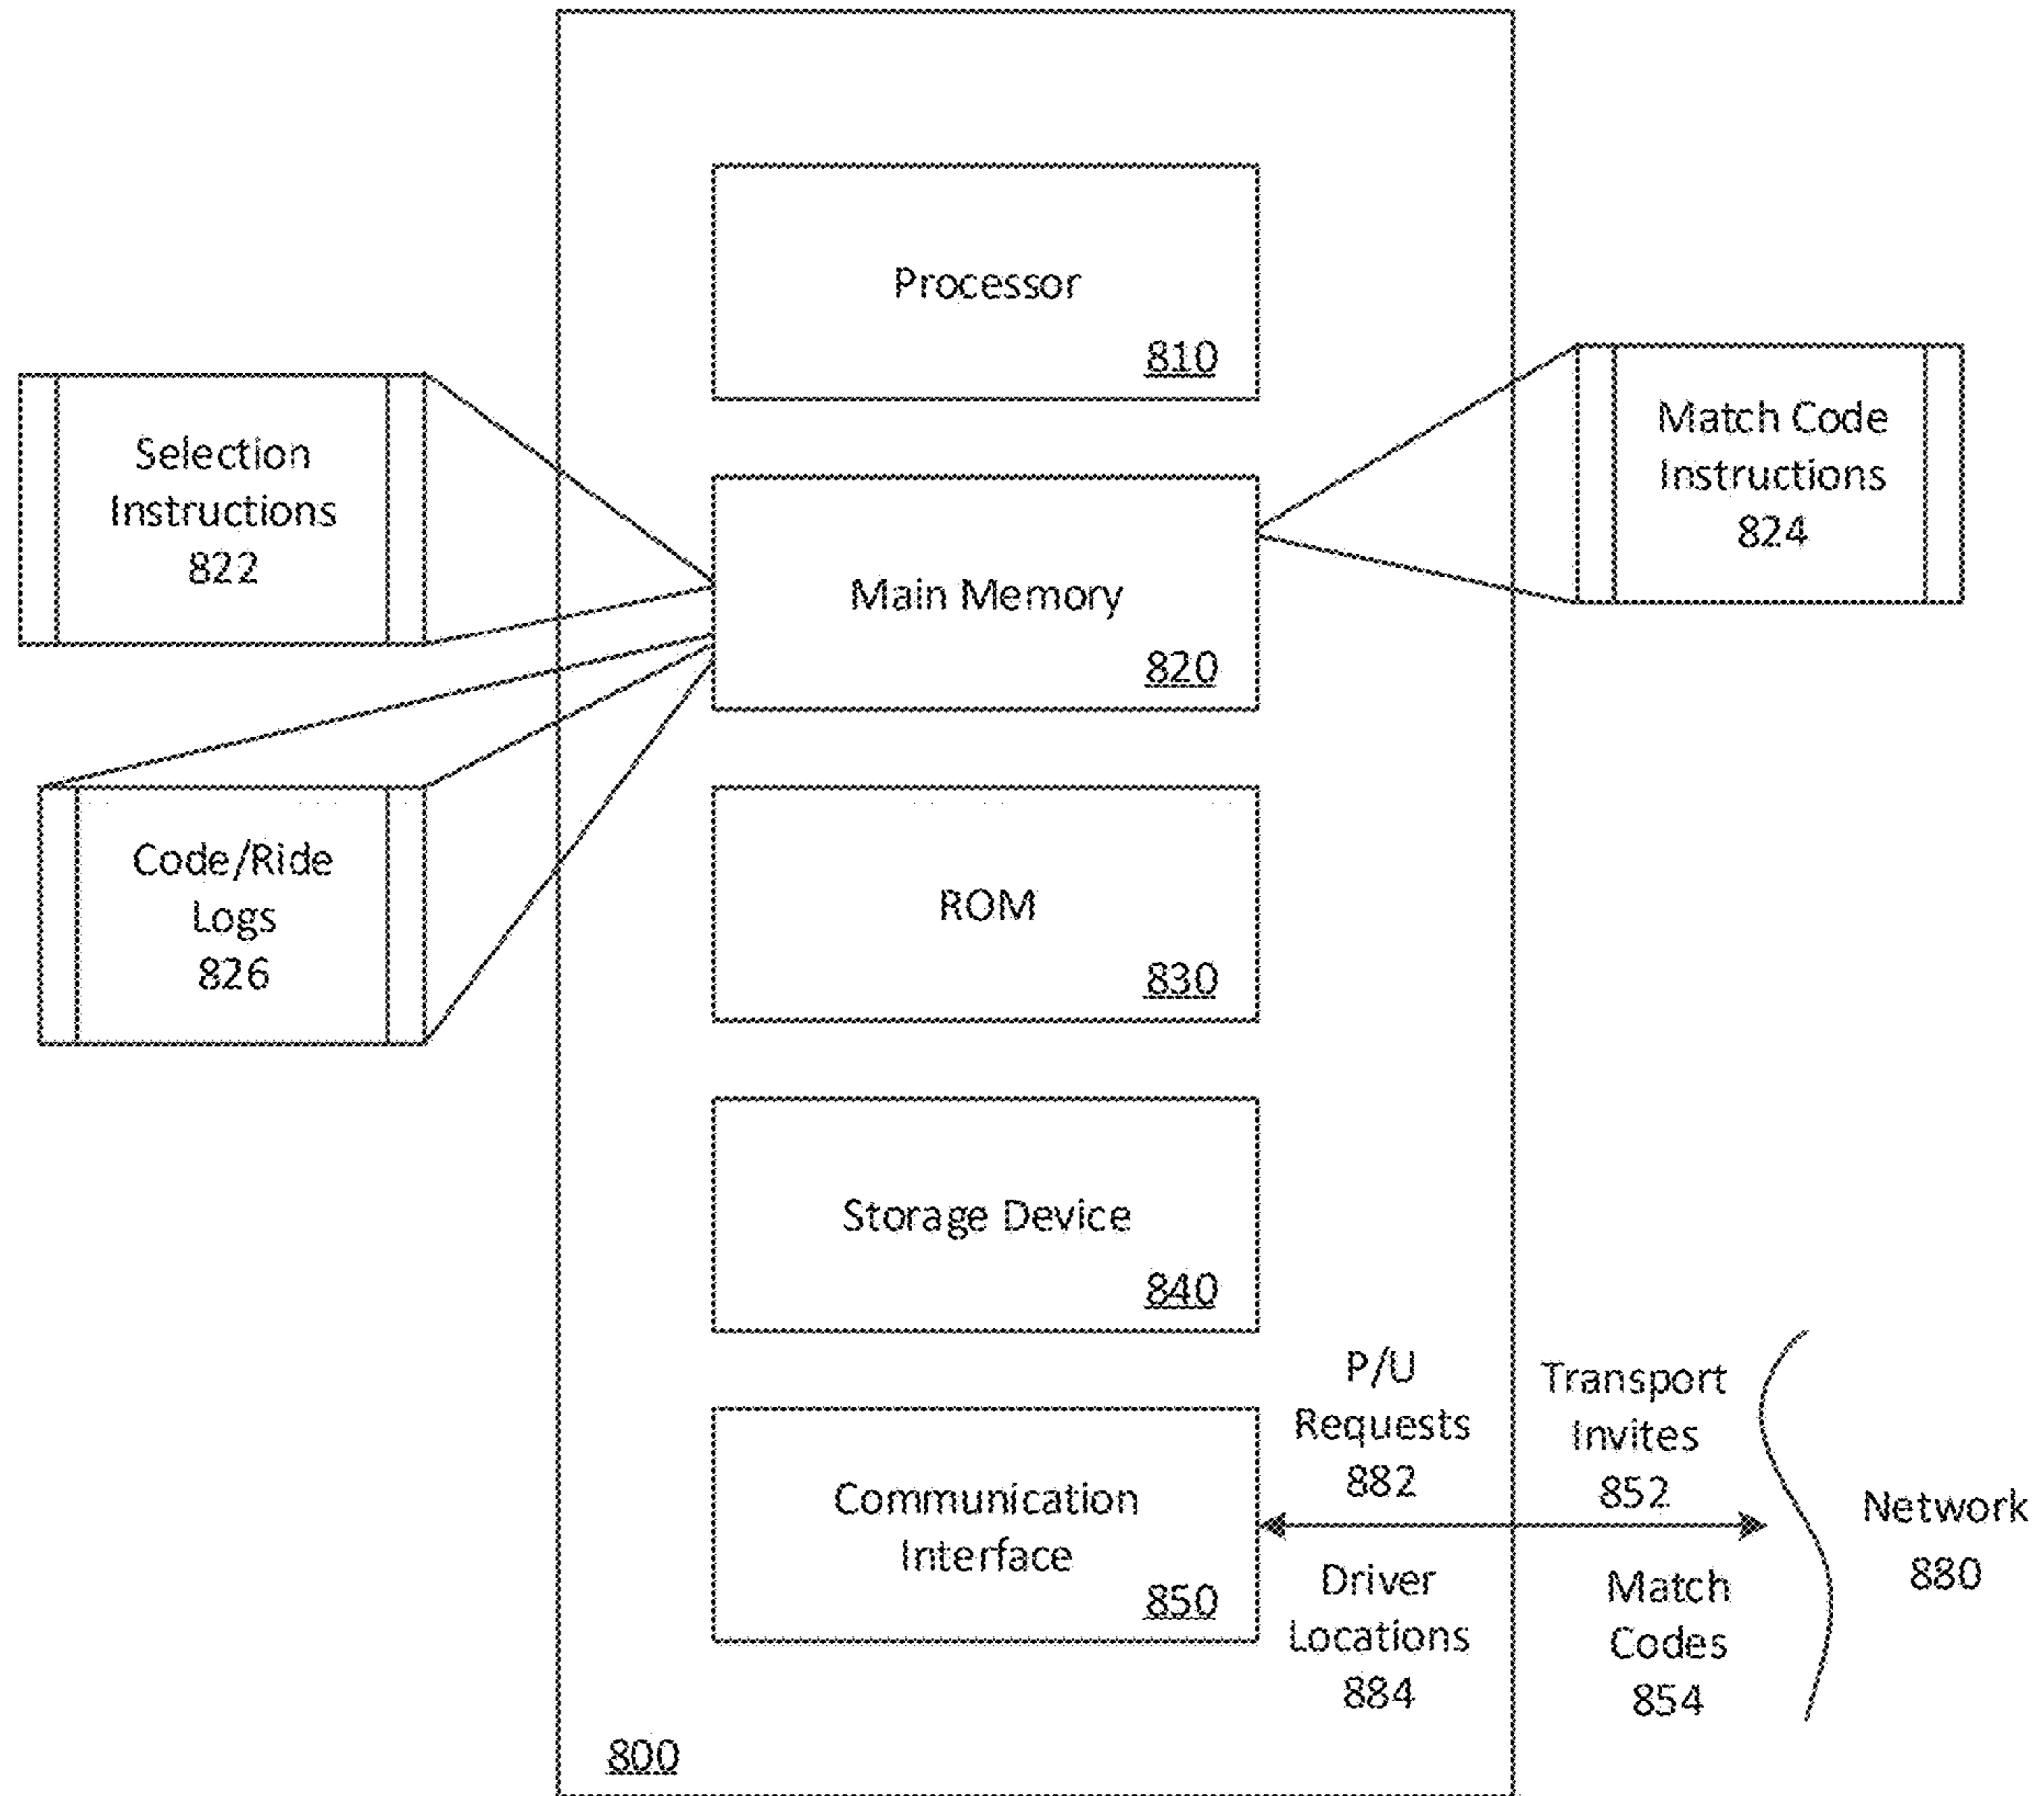 Processor
810
Selection
Instructions
822
Match Code
Instructions
824
Main Memory
820
Code/Ride
Logs
826
ROM
830
Storage Device
840
P/U
Requests
882
Transport
Invites
852
Communication
Interface
850
Network
880
Driver
Locations
884
Match
Codes
854
800